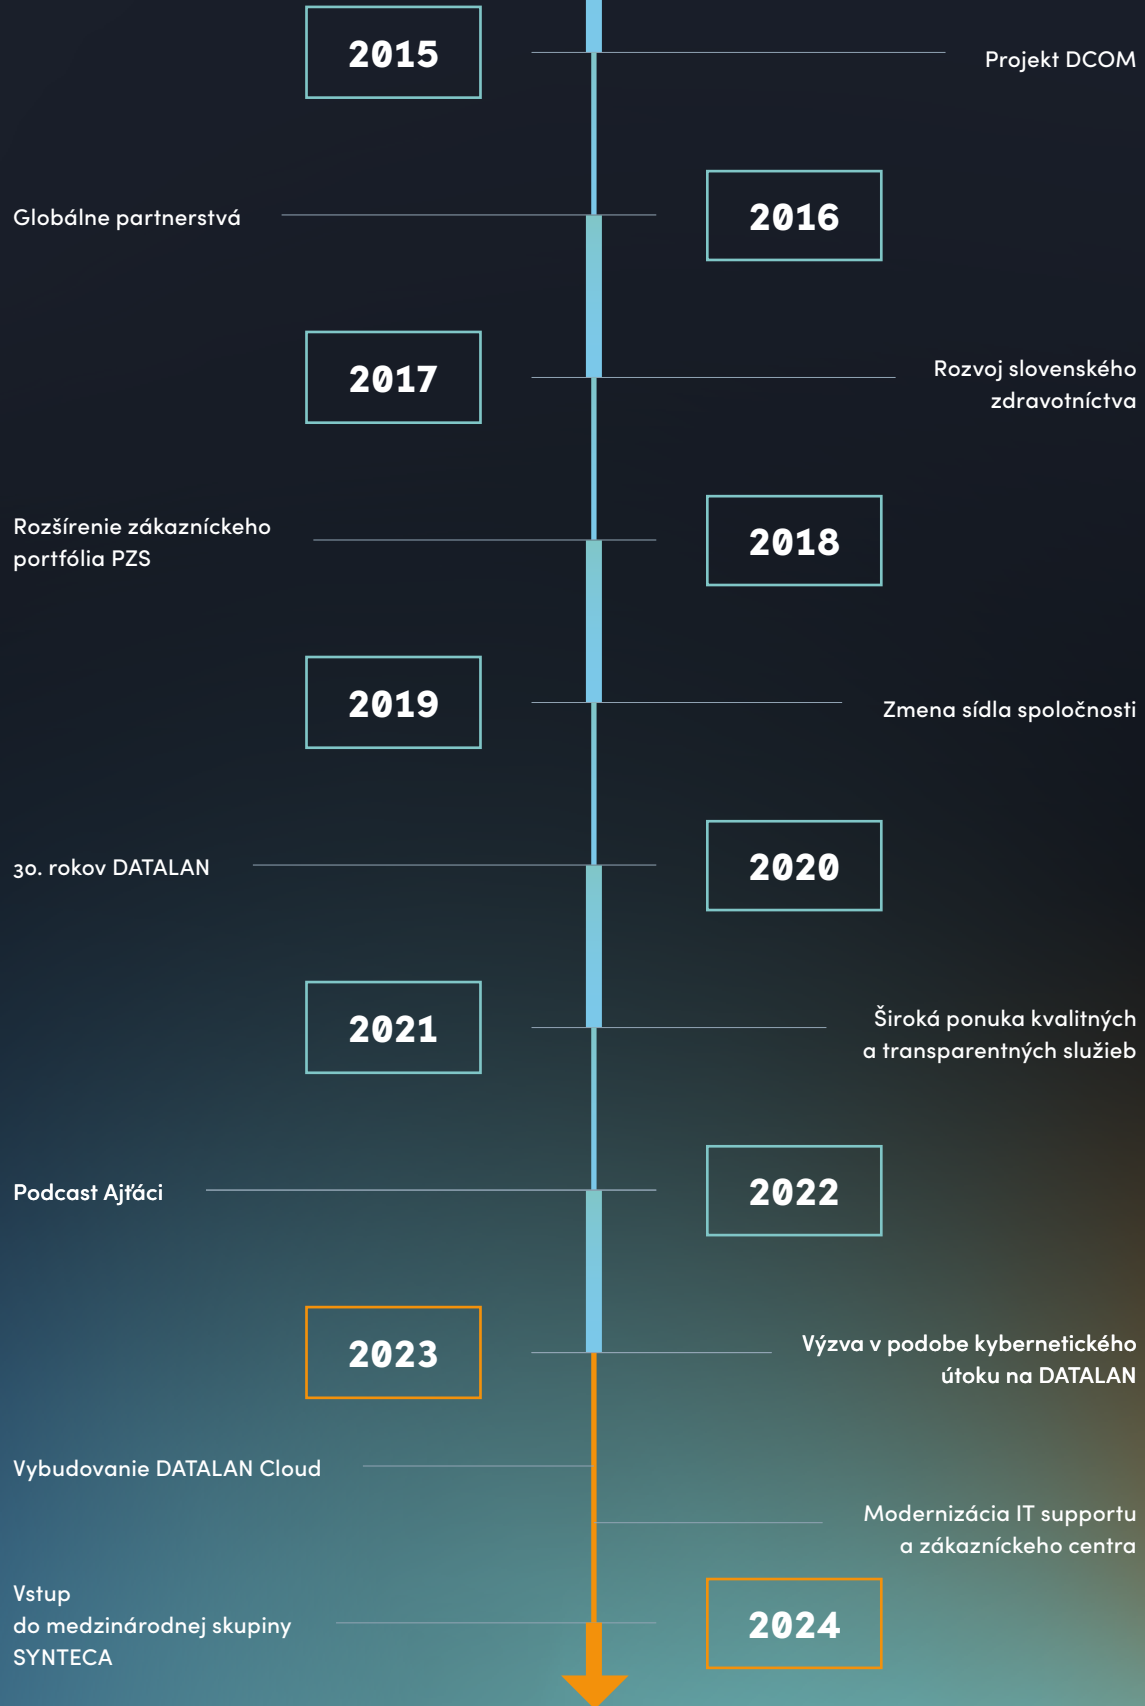 2015
Projekt DCOM
Globálne partnerstvá
2016
2017
Rozvoj slovenského
zdravotníctva
Rozšírenie zákazníckeho
portfólia PZS
2018
2019
Zmena sídla spoločnosti
30. rokov DATALAN
2020
2021
Široká ponuka kvalitných
a transparentných služieb
Podcast Ajťáci
2022
2023
Výzva v podobe kybernetického
útoku na DATALAN
Vybudovanie DATALAN Cloud
Modernizácia IT supportu
a zákazníckeho centra
Vstup
do medzinárodnej skupiny
SYNTECA
2024